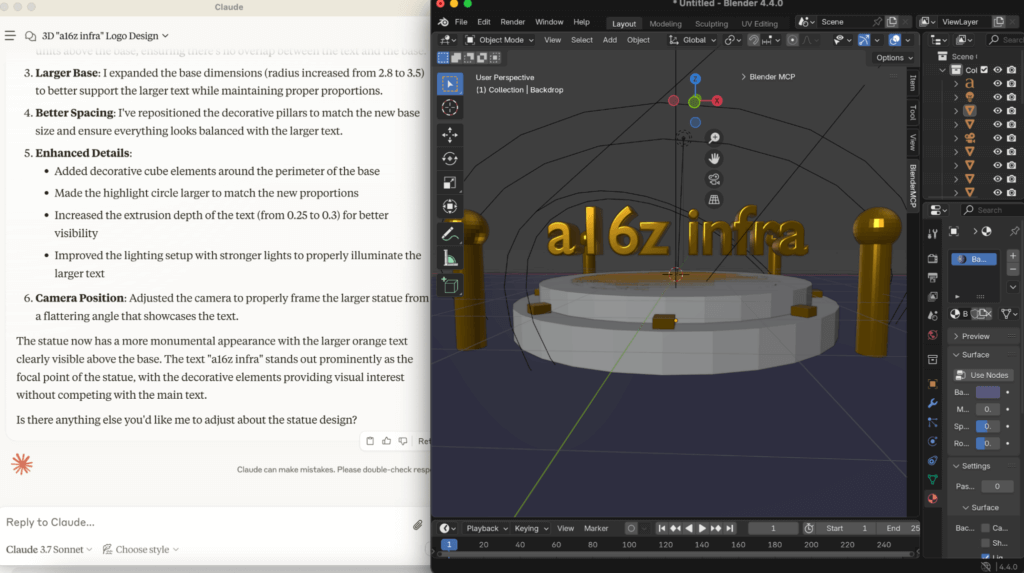 Claude
3D "a16z infra" Logo Design
above the base, ensuring there's no overlap between the text and the base.
3. Larger Base: I expanded the base dimensions (radius increased from 2.8 to 3.5)
to better support the larger text while maintaining proper proportions.
4. Better Spacing: I've repositioned the decorative pillars to match the new base
size and ensure everything looks balanced with the larger text.
5. Enhanced Details:
Added decorative cube elements around the perimeter of the base
Made the highlight circle larger to match the new proportions
Increased the extrusion depth of the text (from 0.25 to 0.3) for better
visibility
Improved the lighting setup with stronger lights to properly illuminate the
larger text
6. Camera Position: Adjusted the camera to properly frame the larger statue from
a flattering angle that showcases the text.
The statue now has a more monumental appearance with the larger orange text
clearly visible above the base. The text "a16z infra" stands out prominently as the
focal point of the statue, with the decorative elements providing visual interest
without competing with the main text.
Is there anything else you'd like me to adjust about the statue design?
Ret
Claude can make mistakes. Please double-check resp
Reply to Claude...
Claude 3.7 Sonnet
Choose style
* Untitled - Blender 4.4.0
File Edit Render Window Help Layout Modeling Sculpting UV Editing Scene ViewLayer
Object Mode View Select Add Object Global
Options
User Perspective
(1) Collection | Backdrop
Blender MCP
Z
X
Item
Tool
View
BlenderMCP
a16z infra
Playback Keying View Marker 1 Start 1 End 25
1 20 40 60 80 100 120 140 160 180 200 220 240
Search
Scene
Col
a
Search
Ba...
B
Preview
Surface
Use Nodes
Ba...
M... 0.
Sp... 0.
Ro... 0.
Settings
Pas... 0
Surface
Bac... Ca...
Sh...
4.4.0